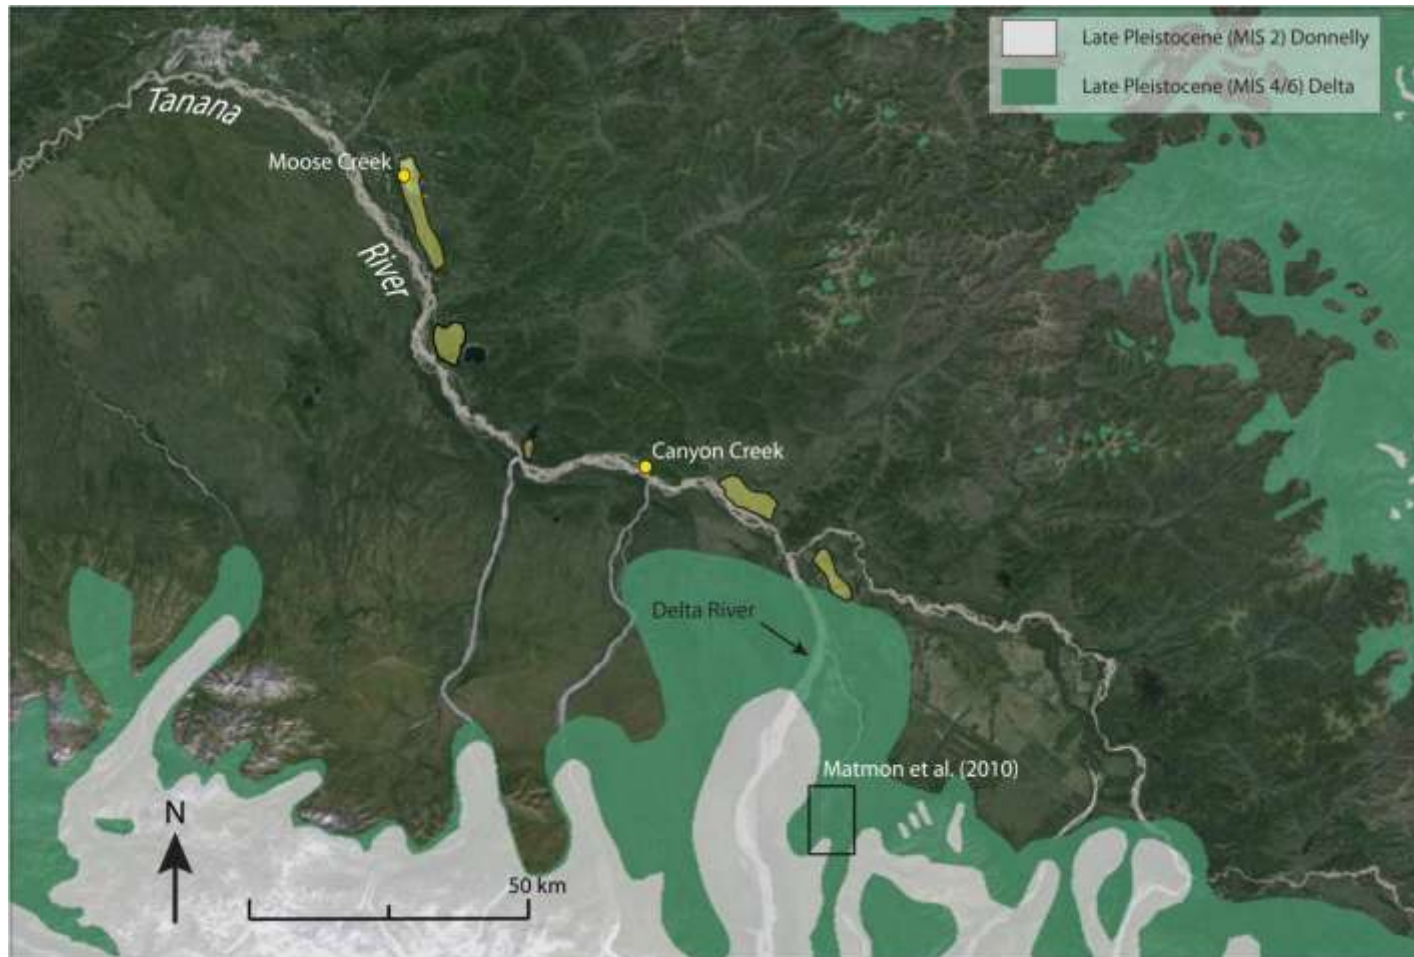 Late Pleistocene (MIS 2) Donnelly
Late Pleistocene (MIS 4/6) Delta
Tanana
Moose Creek
River
Canyon Creek
Delta River
Matmon et al. (2010)
N
50 km